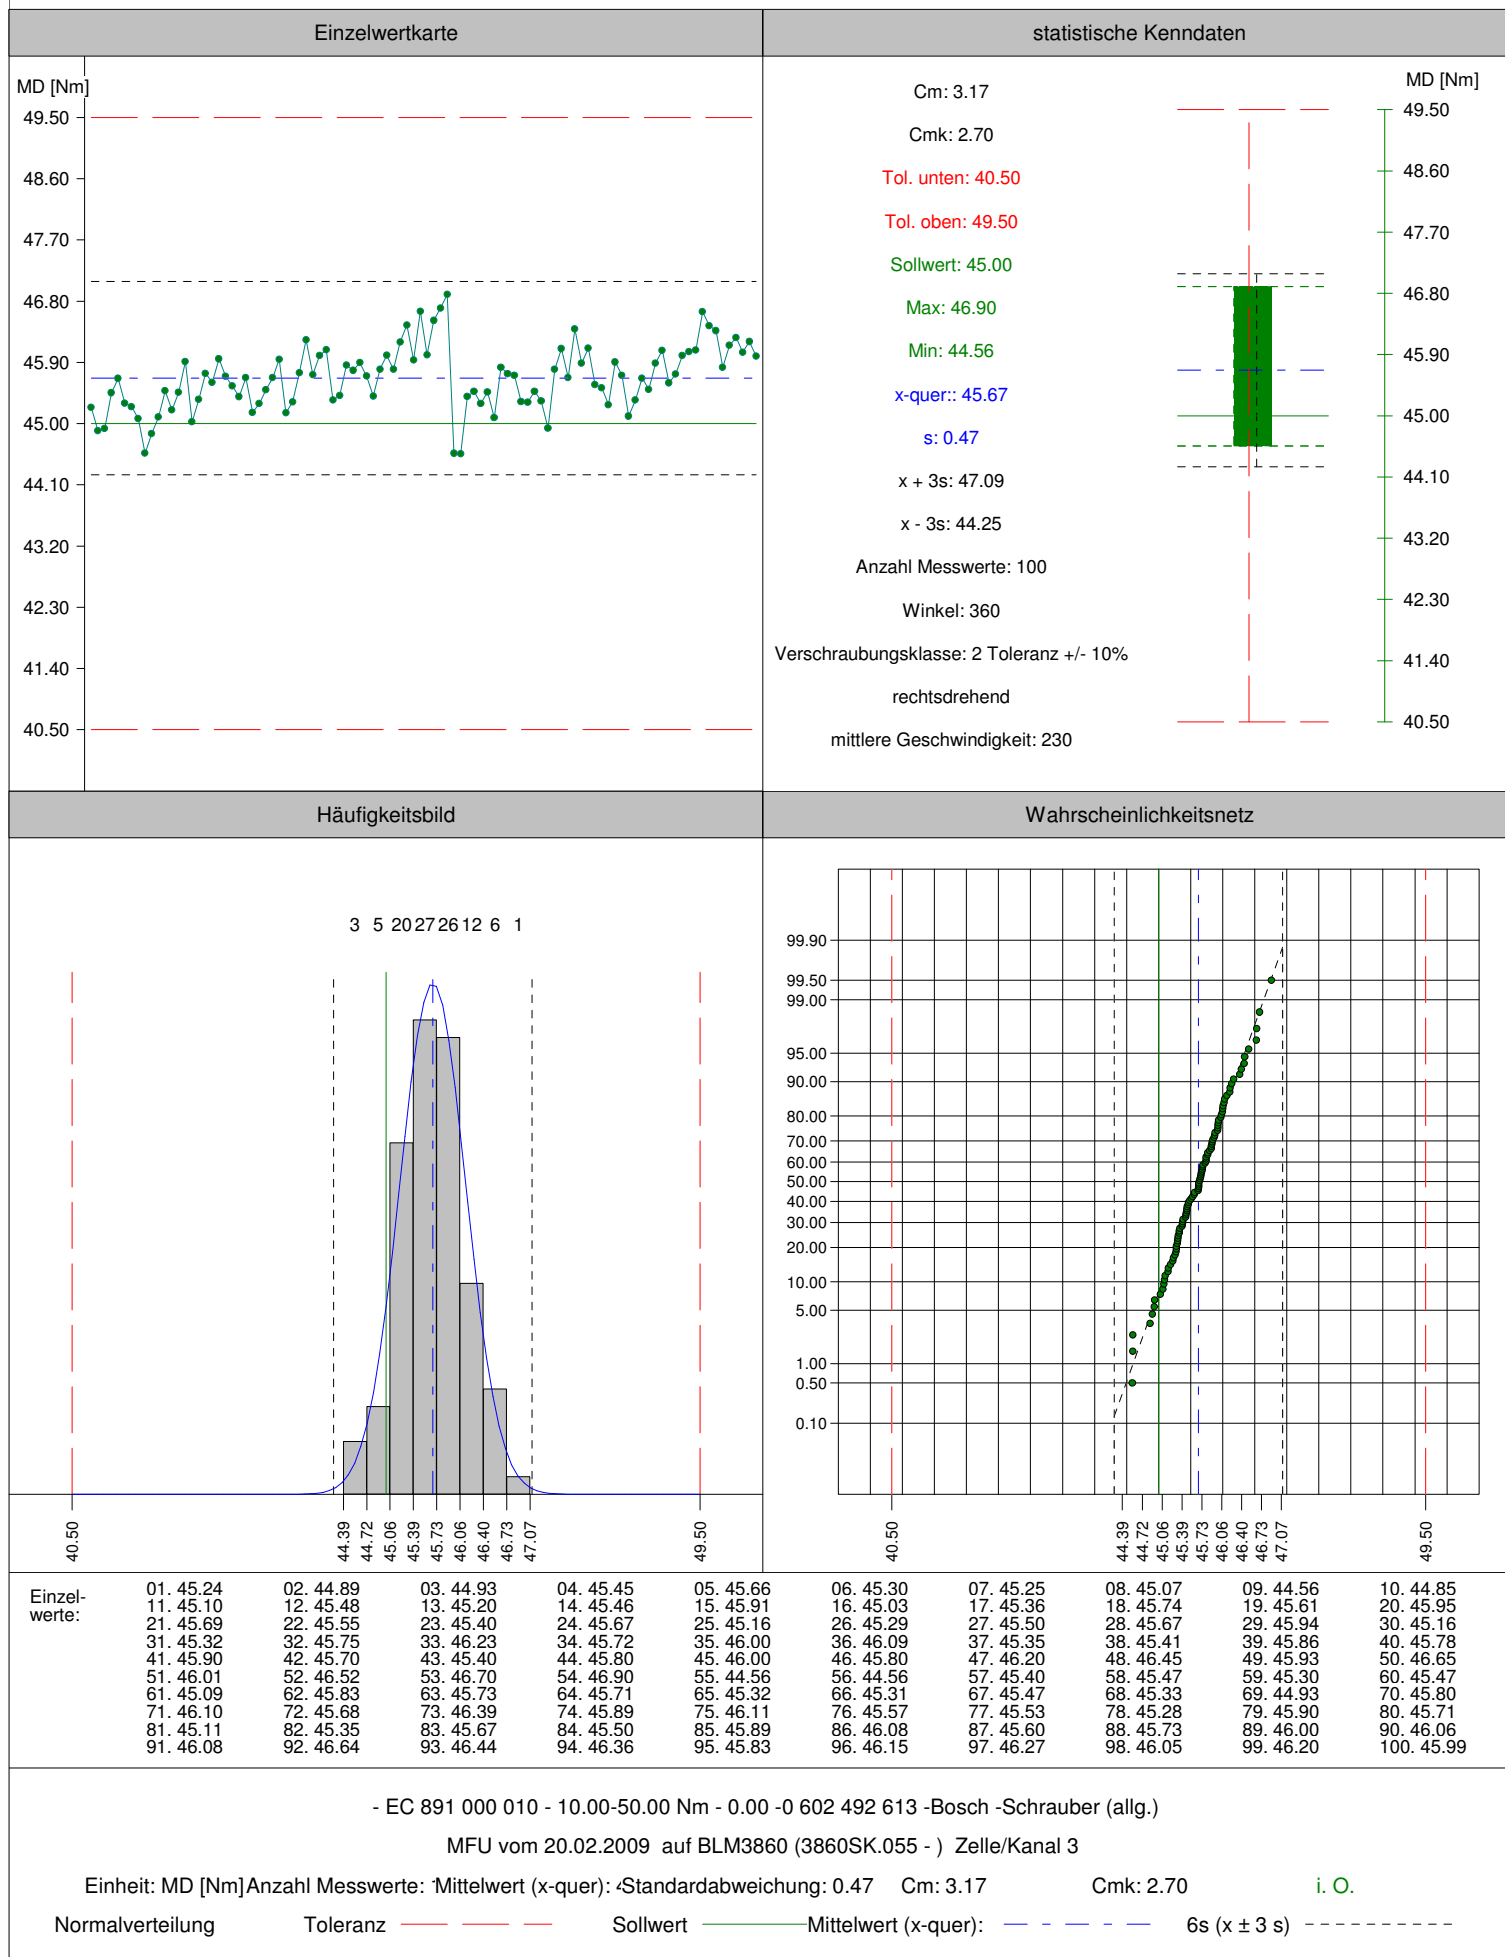 Einzelwertkarte
MD [Nm]
49.50
48.60
47.70
46.80
45.90
45.00
44.10
43.20
42.30
41.40
40.50
statistische Kenndaten
Cm: 3.17
Cmk: 2.70
Tol. unten: 40.50
Tol. oben: 49.50
Sollwert: 45.00
Max: 46.90
Min: 44.56
x-quer:: 45.67
s: 0.47
x + 3s: 47.09
x - 3s: 44.25
Anzahl Messwerte: 100
Winkel: 360
Verschraubungsklasse: 2 Toleranz +/- 10%
rechtsdrehend
mittlere Geschwindigkeit: 230
MD [Nm]
49.50
48.60
47.70
46.80
45.90
45.00
44.10
43.20
42.30
41.40
40.50
Häufigkeitsbild
3 5 20 27 26 12 6 1
40.50 44.39 44.72 45.06 45.39 45.73 46.06 46.40 46.73 47.07 49.50
Wahrscheinlichkeitsnetz
99.90
99.50
99.00
95.00
90.00
80.00
70.00
60.00
50.00
40.00
30.00
20.00
10.00
5.00
1.00
0.50
0.10
40.50 44.39 44.72 45.06 45.39 45.73 46.06 46.40 46.73 47.07 49.50
Einzel-
werte:
01. 45.24 02. 44.89 03. 44.93 04. 45.45 05. 45.66 06. 45.30 07. 45.25 08. 45.07 09. 44.56 10. 44.85
11. 45.10 12. 45.48 13. 45.20 14. 45.46 15. 45.91 16. 45.03 17. 45.36 18. 45.74 19. 45.61 20. 45.95
21. 45.69 22. 45.55 23. 45.40 24. 45.67 25. 45.16 26. 45.29 27. 45.50 28. 45.67 29. 45.94 30. 45.16
31. 45.32 32. 45.75 33. 46.23 34. 45.72 35. 46.00 36. 46.09 37. 45.35 38. 45.41 39. 45.86 40. 45.78
41. 45.90 42. 45.70 43. 45.40 44. 45.80 45. 46.00 46. 45.80 47. 46.20 48. 46.45 49. 45.93 50. 46.65
51. 46.01 52. 46.52 53. 46.70 54. 46.90 55. 44.56 56. 44.56 57. 45.40 58. 45.47 59. 45.30 60. 45.47
61. 45.09 62. 45.83 63. 45.73 64. 45.71 65. 45.32 66. 45.31 67. 45.47 68. 45.33 69. 44.93 70. 45.80
71. 46.10 72. 45.68 73. 46.39 74. 45.89 75. 46.11 76. 45.57 77. 45.53 78. 45.28 79. 45.90 80. 45.71
81. 45.11 82. 45.35 83. 45.67 84. 45.50 85. 45.89 86. 46.08 87. 45.60 88. 45.73 89. 46.00 90. 46.06
91. 46.08 92. 46.64 93. 46.44 94. 46.36 95. 45.83 96. 46.15 97. 46.27 98. 46.05 99. 46.20 100. 45.99
- EC 891 000 010 - 10.00-50.00 Nm - 0.00 -0 602 492 613 -Bosch -Schrauber (allg.)
MFU vom 20.02.2009 auf BLM3860 (3860SK.055 - ) Zelle/Kanal 3
Einheit: MD [Nm] Anzahl Messwerte: Mittelwert (x-quer): Standardabweichung: 0.47 Cm: 3.17 Cmk: 2.70 i. O.
Normalverteilung Toleranz Sollwert Mittelwert (x-quer): 6s (x ± 3 s)